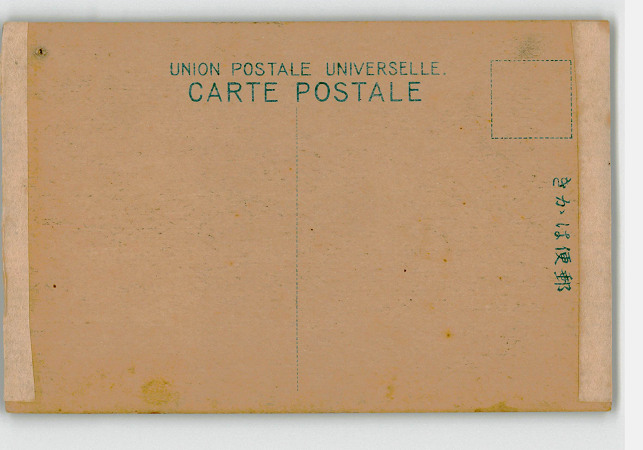 UNION POSTALE UNIVERSELLE.
CARTE POSTALE
郵便はかき